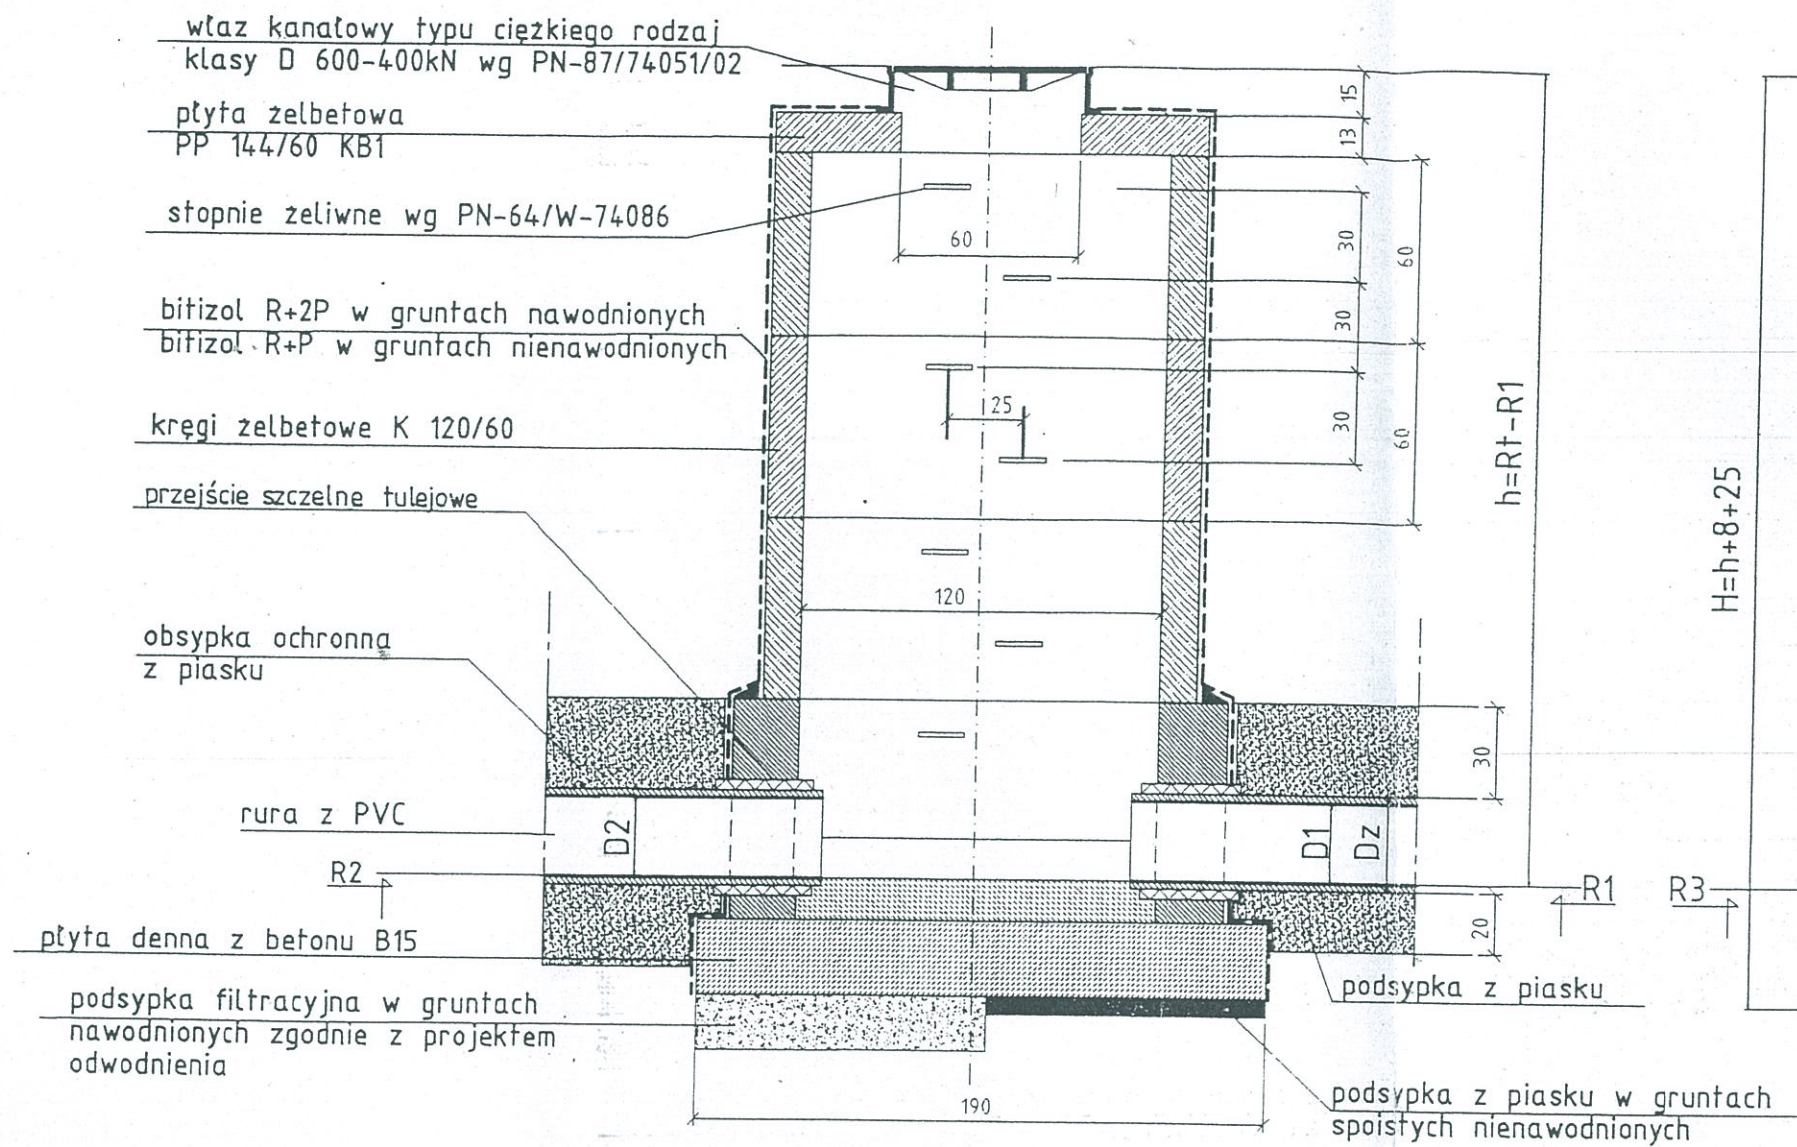 właz kanałowy typu ciężkiego rodzaj
klasy D 600-400kN wg PN-87/74051/02
płyta żelbetowa
PP 144/60 KB1
stopnie żeliwne wg PN-64/W-74086
bitizol R+2P w gruntach nawodnionych
bitizol R+P w gruntach nienawodnionych
kręgi żelbetowe K 120/60
przejście szczelne tulejowe
obsypka ochronna
z piasku
rura z PVC
R2
płyta denna z betonu B15
podsypka filtracyjna w gruntach
nawodnionych zgodnie z projektem
odwodnienia
60
25
120
D2
D1
Dz
190
15
13
30
30
30
60
60
30
20
h=Rt-R1
H=h+8+25
R1
R3
podsypka z piasku
podsypka z piasku w gruntach
spoistych nienawodnionych